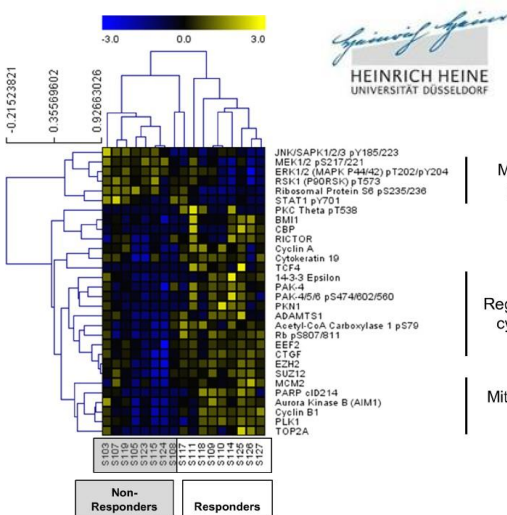 -3.0 0.0 3.0
HEINRICH HEINE
UNIVERSITÄT DÜSSELDORF
-0.21523821
0.35569602
0.92663026
JNK/SAPK1/2/3 pY185/223
MEK1/2 pS217/221
ERK1/2 (MAPK P44/42) pT202/pY204
RSK1 (P90RSK) pT573
Ribosomal Protein S6 pS235/236
STAT1 pY701
PKC Theta pT538
BMI1
CBP
RICTOR
Cyclin A
Cytokeratin 19
TCF4
14-3-3 Epsilon
PAK-4
PAK-4/5/6 pS474/602/560
PKN1
ADAMTS1
Acetyl-CoA Carboxylase 1 pS79
Rb pS807/811
EEF2
CTGF
EZH2
SUZ12
MCM2
PARP clD214
Aurora Kinase B (AIM1)
Cyclin B1
PLK1
TOP2A
M
Reg
cy
Mit
S103 S107 S119 S105 S123 S115 S124 S108 S117 S111 S118 S109 S110 S114 S125 S126 S127
Non-
Responders
Responders